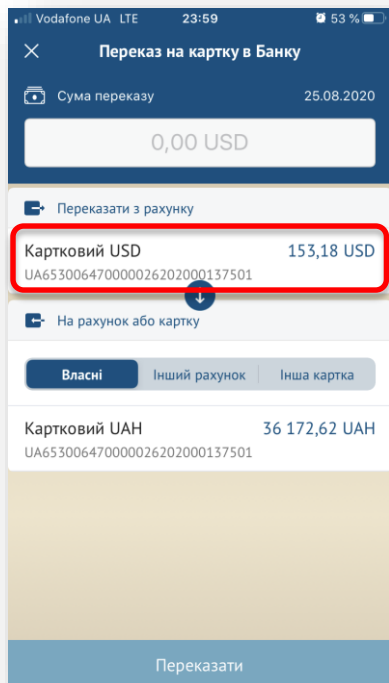 Vodafone UA LTE 23:59 53 %
Переказ на картку в Банку
Сума переказу 25.08.2020
0,00 USD
Переказати з рахунку
Картковий USD 153,18 USD
UA653006470000026202000137501
На рахунок або картку
Власні Інший рахунок Інша картка
Картковий UAH 36 172,62 UAH
UA653006470000026202000137501
Переказати